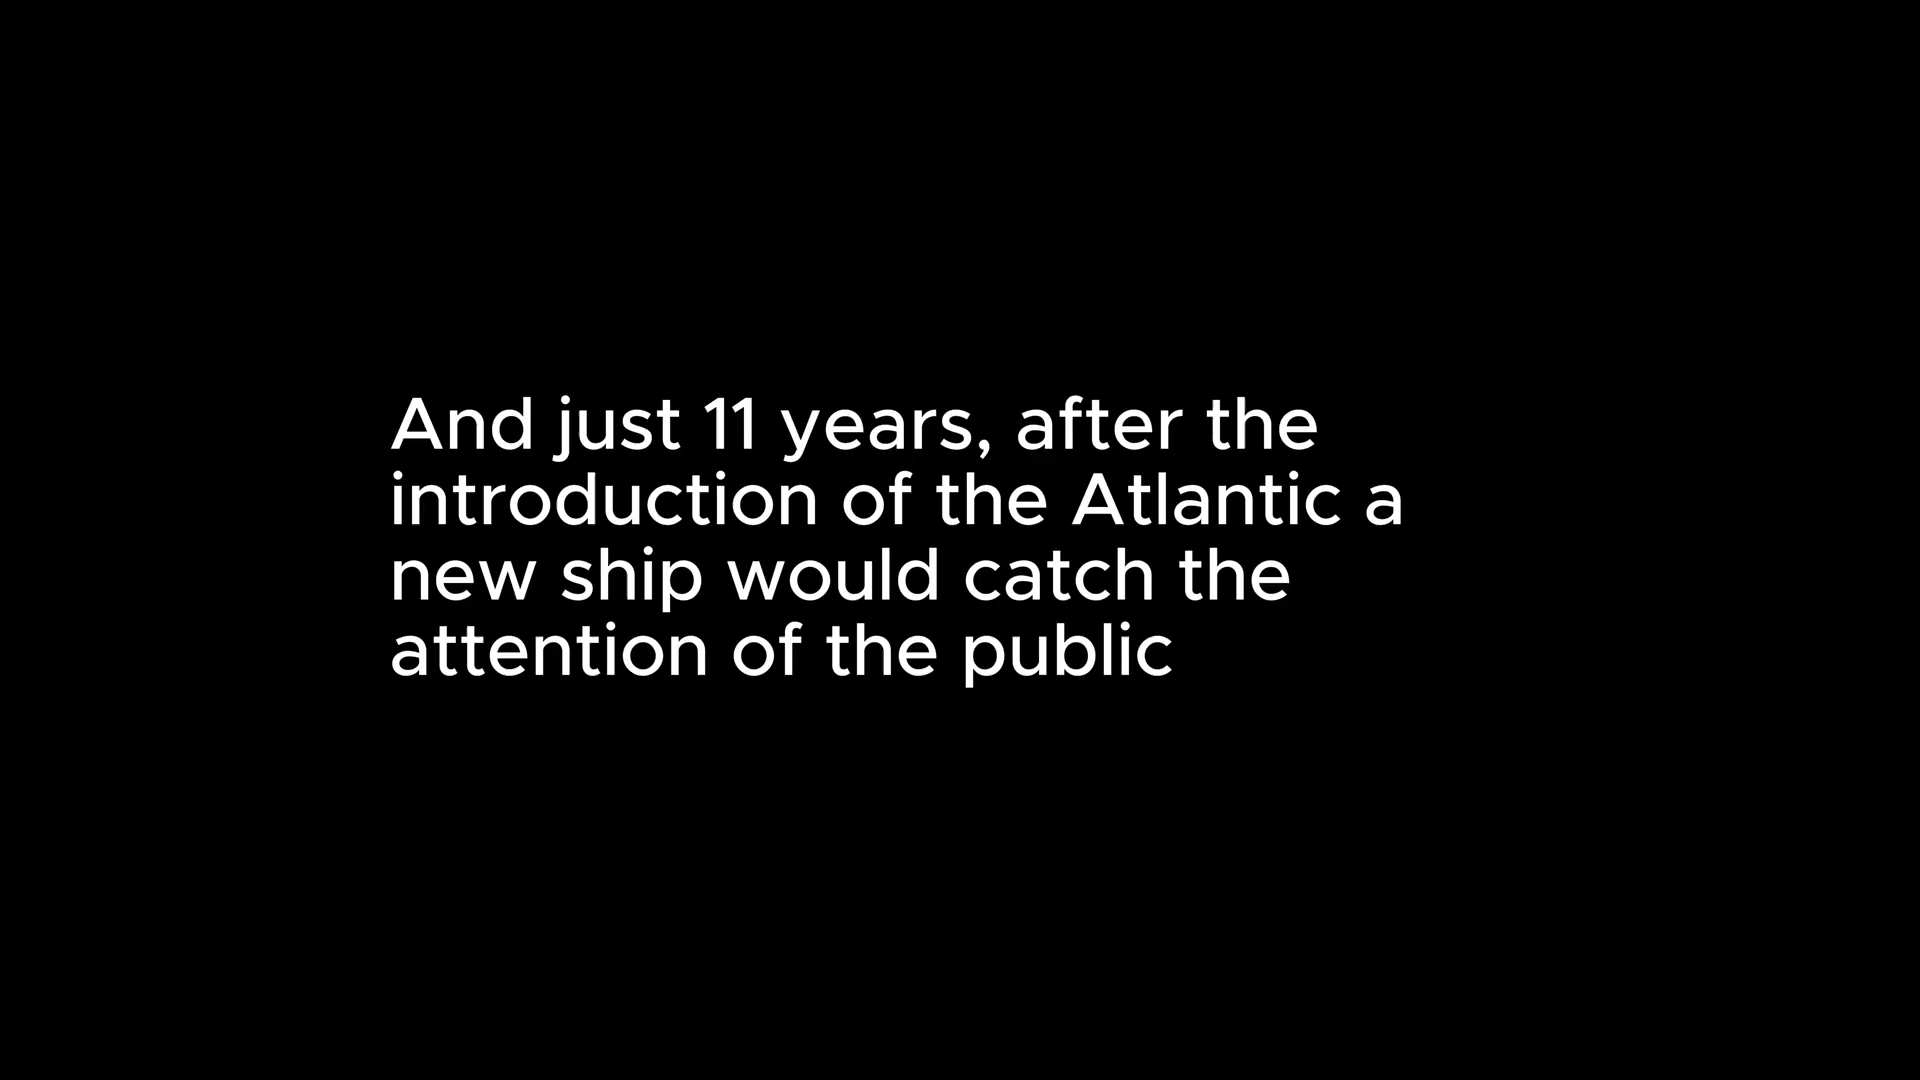 And just 11 years, after the
introduction of the Atlantic a
new ship would catch the
attention of the public